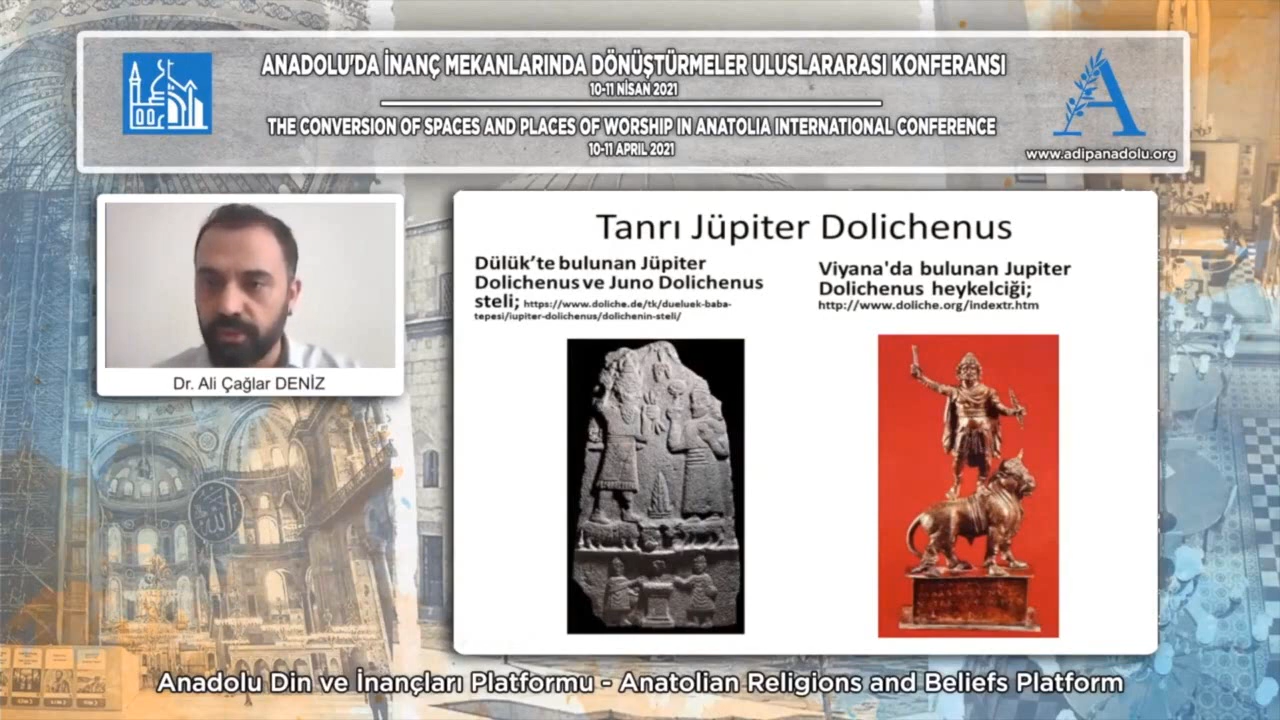 ANADOLU'DA İNANÇ MEKANLARINDA DÖNÜŞTÜRMELER ULUSLARARASI KONFERANSI
10-11 NİSAN 2021
THE CONVERSION OF SPACES AND PLACES OF WORSHIP IN ANATOLIA INTERNATIONAL CONFERENCE
10-11 APRIL 2021
www.adipanadolu.org
Dr. Ali Çağlar DENİZ
Tanrı Jüpiter Dolichenus
Dülük'te bulunan Jüpiter
Dolichenus ve Juno Dolichenus
steli; https://www.doliche.de/tk/dueluek-baba-
tepesi/iupiter-dolichenus/dolichenin-steli/
Viyana'da bulunan Jupiter
Dolichenus heykelciği;
http://www.doliche.org/indextr.htm
Anadolu Din ve İnançları Platformu - Anatolian Religions and Beliefs Platform